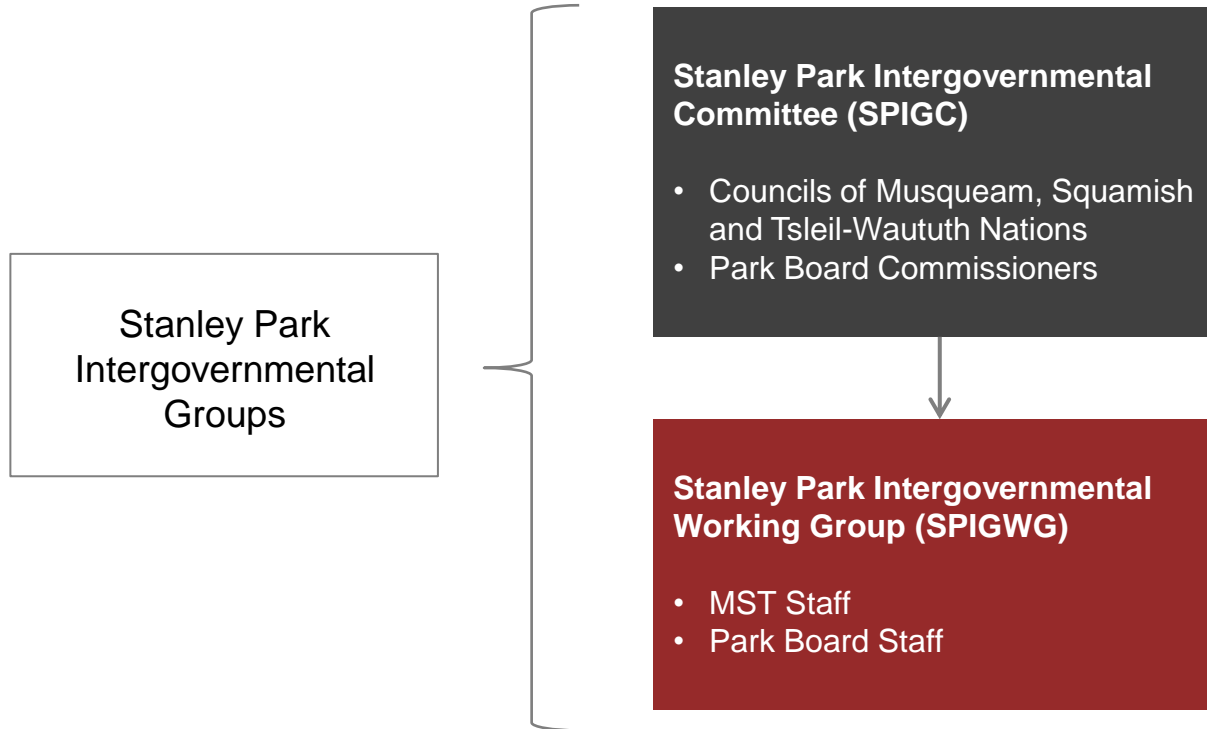 Stanley Park
Intergovernmental
Groups
Stanley Park Intergovernmental
Committee (SPIGC)
• Councils of Musqueam, Squamish
and Tsleil-Waututh Nations
• Park Board Commissioners
Stanley Park Intergovernmental
Working Group (SPIGWG)
• MST Staff
• Park Board Staff